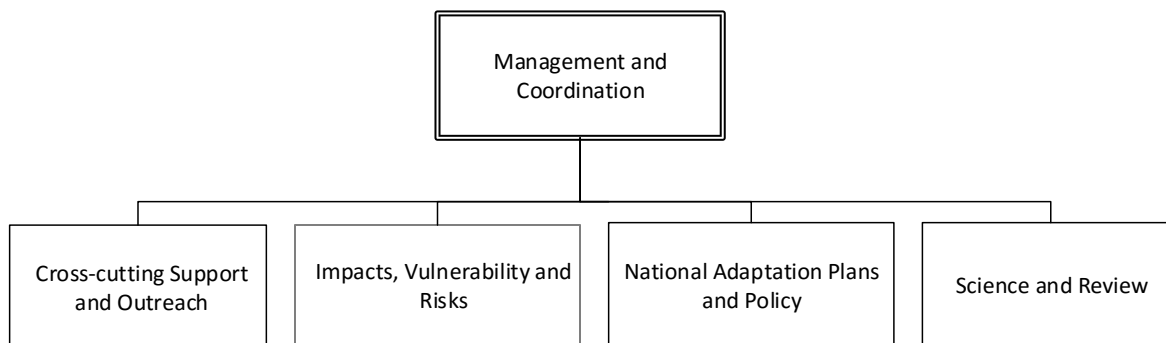 Management and
Coordination
Cross-cutting Support
and Outreach
Impacts, Vulnerability and
Risks
National Adaptation Plans
and Policy
Science and Review